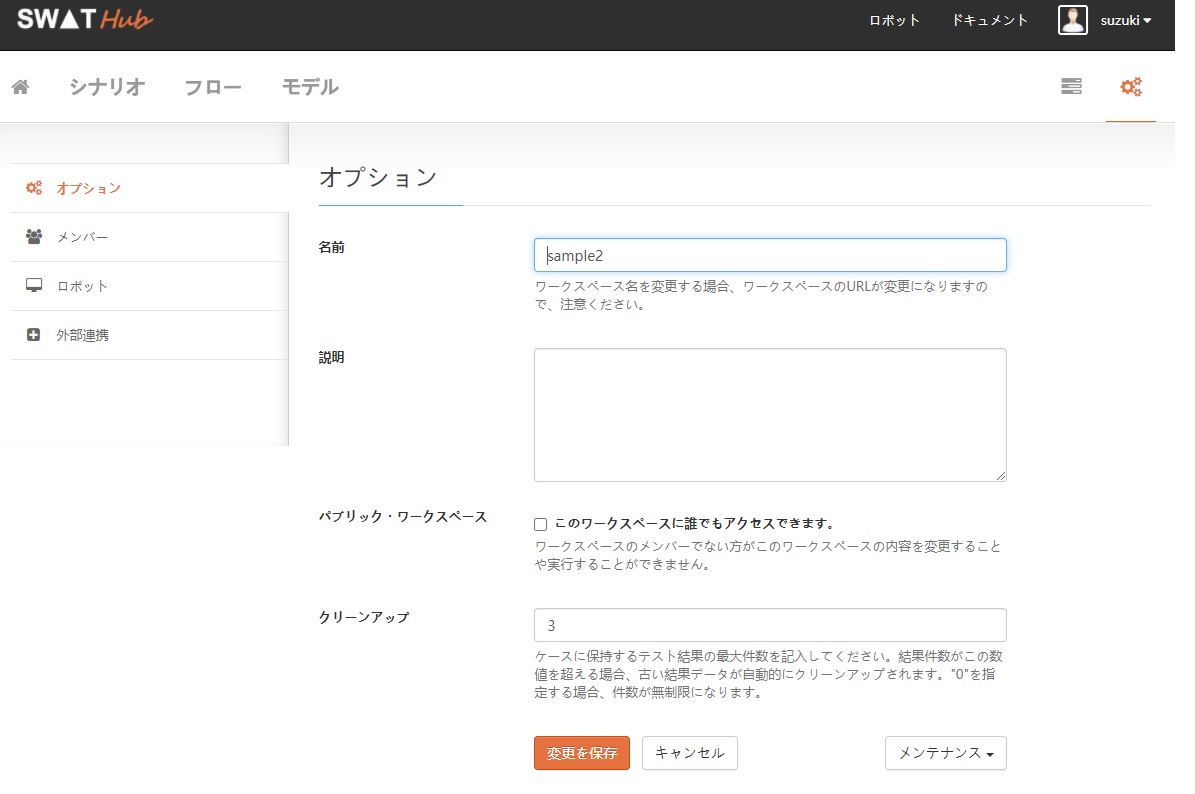 SWAT Hub
ロボット
ドキュメント
suzuki
シナリオ
フロー
モデル
オプション
メンバー
ロボット
外部連携
オプション
名前
sample2
ワークスペース名を変更する場合、ワークスペースのURLが変更になりますの
で、注意ください。
説明
パブリック・ワークスペース
このワークスペースに誰でもアクセスできます。
ワークスペースのメンバーでない方がこのワークスペースの内容を変更すること
や実行することができません。
クリーンアップ
3
ケースに保持するテスト結果の最大件数を記入してください。結果件数がこの数
値を超える場合、古い結果データが自動的にクリーンアップされます。"0"を指
定する場合、件数が無制限になります。
変更を保存
キャンセル
メンテナンス